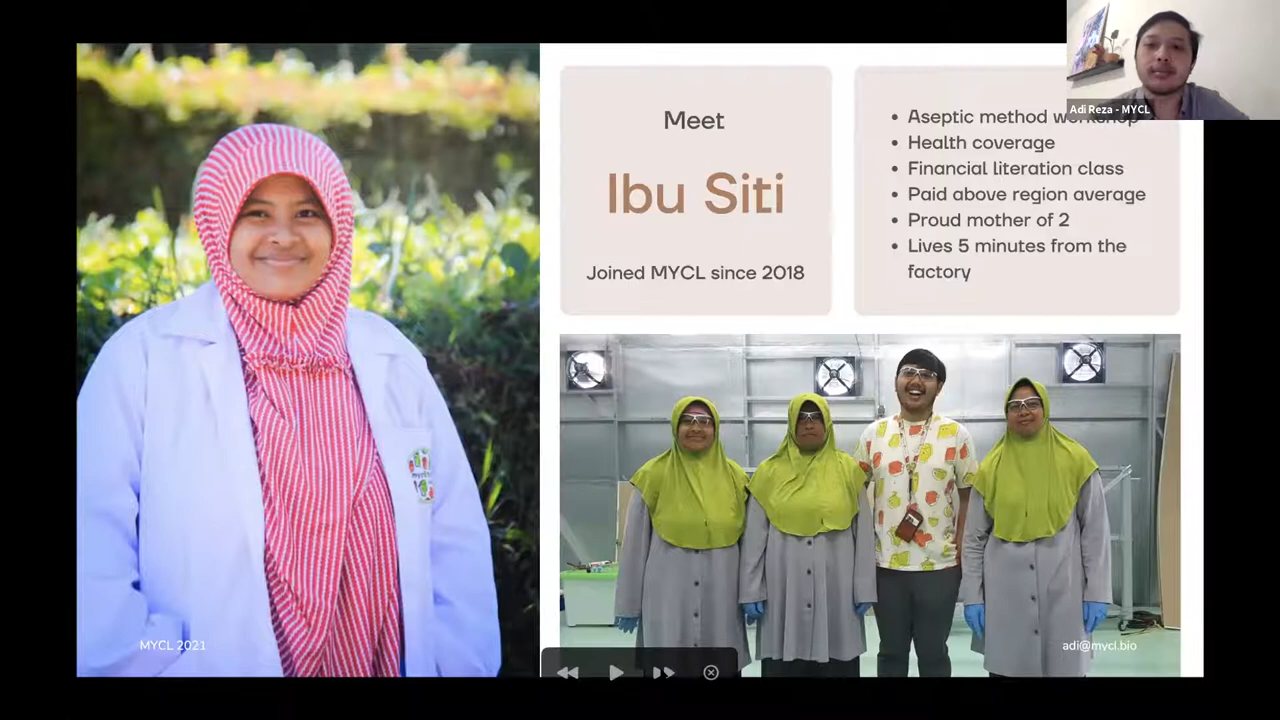 Meet
Ibu Siti
Joined MYCL since 2018
Adi Reza - MYCL
• Aseptic method workshop
• Health coverage
• Financial literation class
• Paid above region average
• Proud mother of 2
• Lives 5 minutes from the
factory
MYCL 2021
adi@mycl.bio